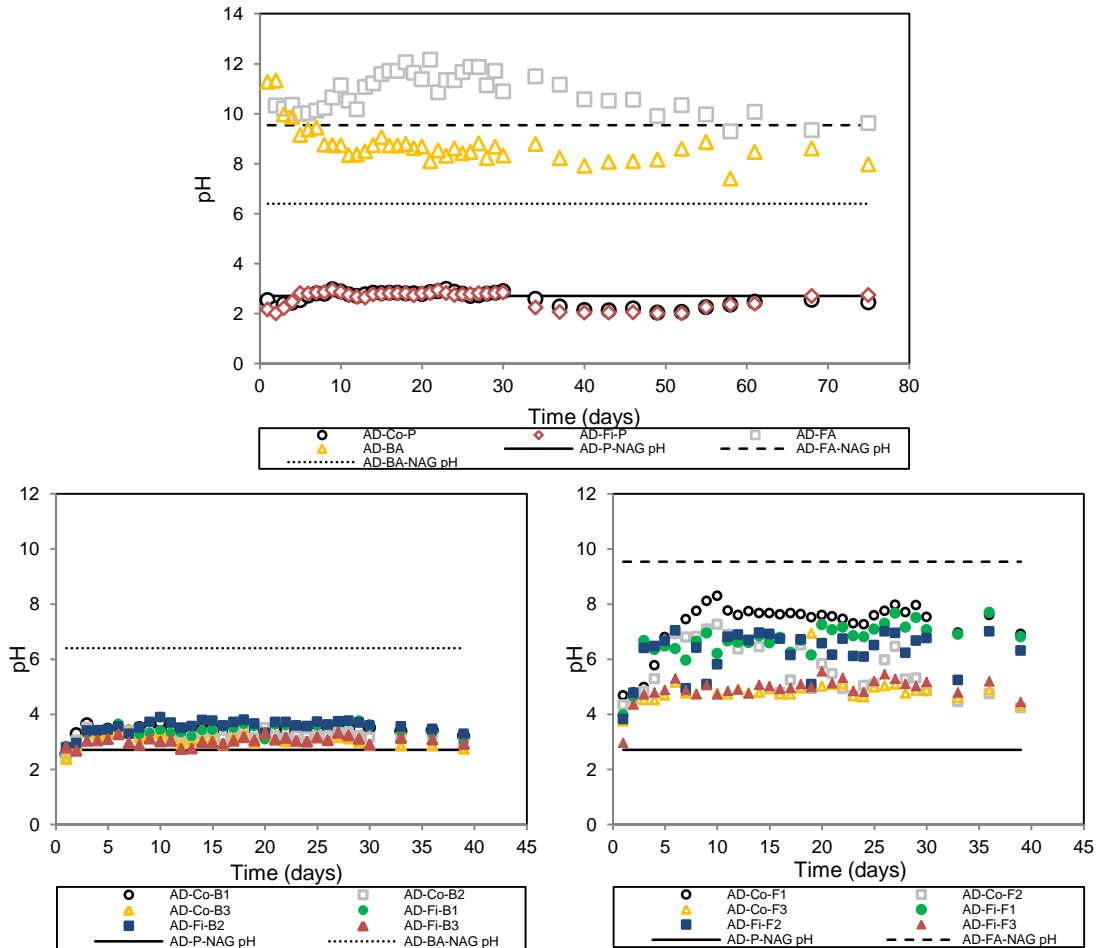 14
12
10
8
6
4
2
0
pH
0 10 20 30 40 50 60 70 80
Time (days)
AD-Co-P AD-Fi-P AD-FA
AD-BA AD-P-NAG pH AD-FA-NAG pH
AD-BA-NAG pH
12
10
8
6
4
2
0
pH
0 5 10 15 20 25 30 35 40 45
Time (days)
AD-Co-B1 AD-Co-B2
AD-Co-B3 AD-Fi-B1
AD-Fi-B2 AD-Fi-B3
AD-P-NAG pH AD-BA-NAG pH
12
10
8
6
4
2
0
pH
0 5 10 15 20 25 30 35 40 45
Time (days)
AD-Co-F1 AD-Co-F2
AD-Co-F3 AD-Fi-F1
AD-Fi-F2 AD-Fi-F3
AD-P-NAG pH AD-FA-NAG pH